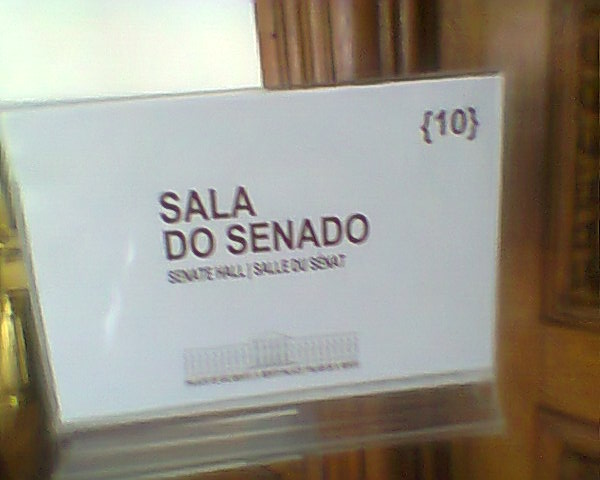 {10}
SALA
DO SENADO
SENATE HALL | SALLE DU SÉNAT